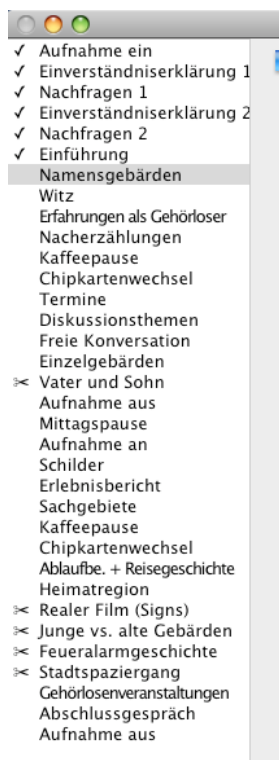 ✓ Aufnahme ein
✓ Einverständniserklärung 1
✓ Nachfragen 1
✓ Einverständniserklärung 2
✓ Nachfragen 2
✓ Einführung
Namensgebärden
Witz
Erfahrungen als Gehörloser
Nacherzählungen
Kaffeepause
Chipkartenwechsel
Termine
Diskussionsthemen
Freie Konversation
Einzelgebärden
✂ Vater und Sohn
Aufnahme aus
Mittagspause
Aufnahme an
Schilder
Erlebnisbericht
Sachgebiete
Kaffeepause
Chipkartenwechsel
Ablaufbe. + Reisegeschichte
Heimatregion
✂ Realer Film (Signs)
✂ Junge vs. alte Gebärden
✂ Feueralarmgeschichte
✂ Stadtspaziergang
Gehörlosenveranstaltungen
Abschlussgespräch
Aufnahme aus